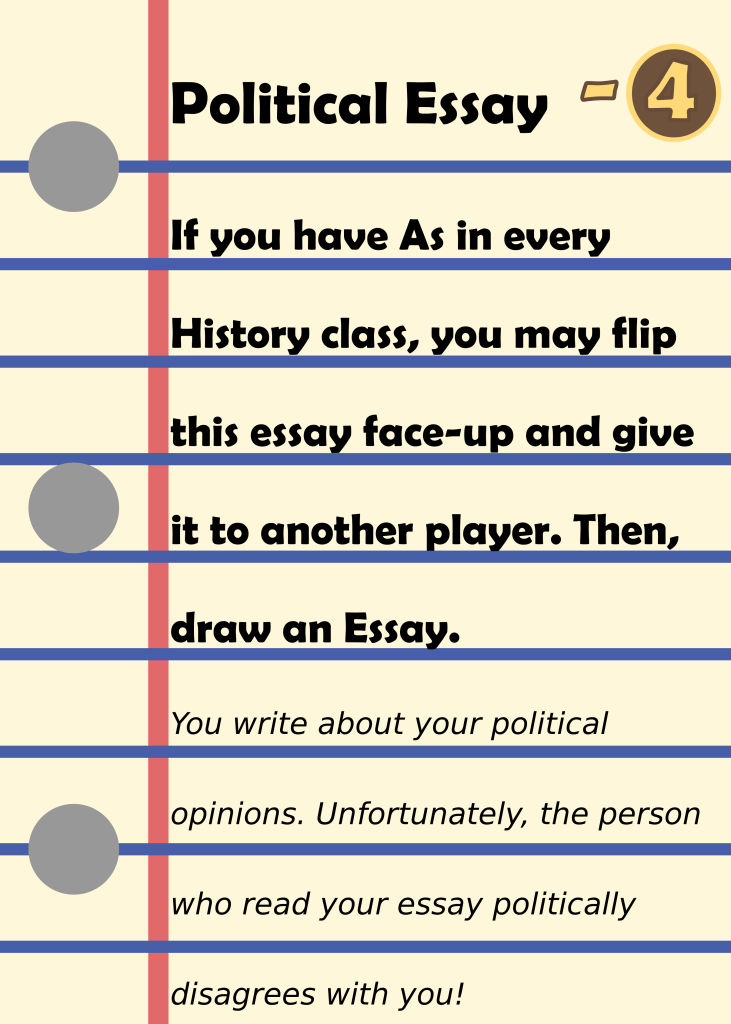 Political Essay -4
If you have As in every
History class, you may flip
this essay face-up and give
it to another player. Then,
draw an Essay.
You write about your political
opinions. Unfortunately, the person
who read your essay politically
disagrees with you!